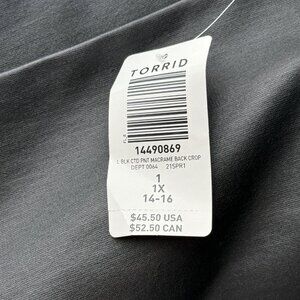 TORRID
14490869
L BLK CTD PNT MACRAME BACK CROP
DEPT 0064 21SPR1
1
1X
14-16
$45.50 USA
$52.50 CAN